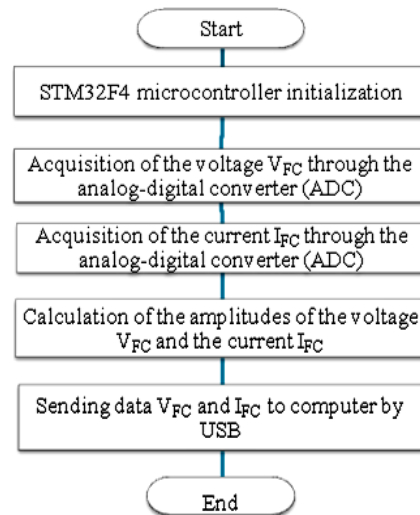 Start
STM32F4 microcontroller initialization
Acquisition of the voltage VFC through the
analog-digital converter (ADC)
Acquisition of the current IFC through the
analog-digital converter (ADC)
Calculation of the amplitudes of the voltage
VFC and the current IFC
Sending data VFC and IFC to computer by
USB
End